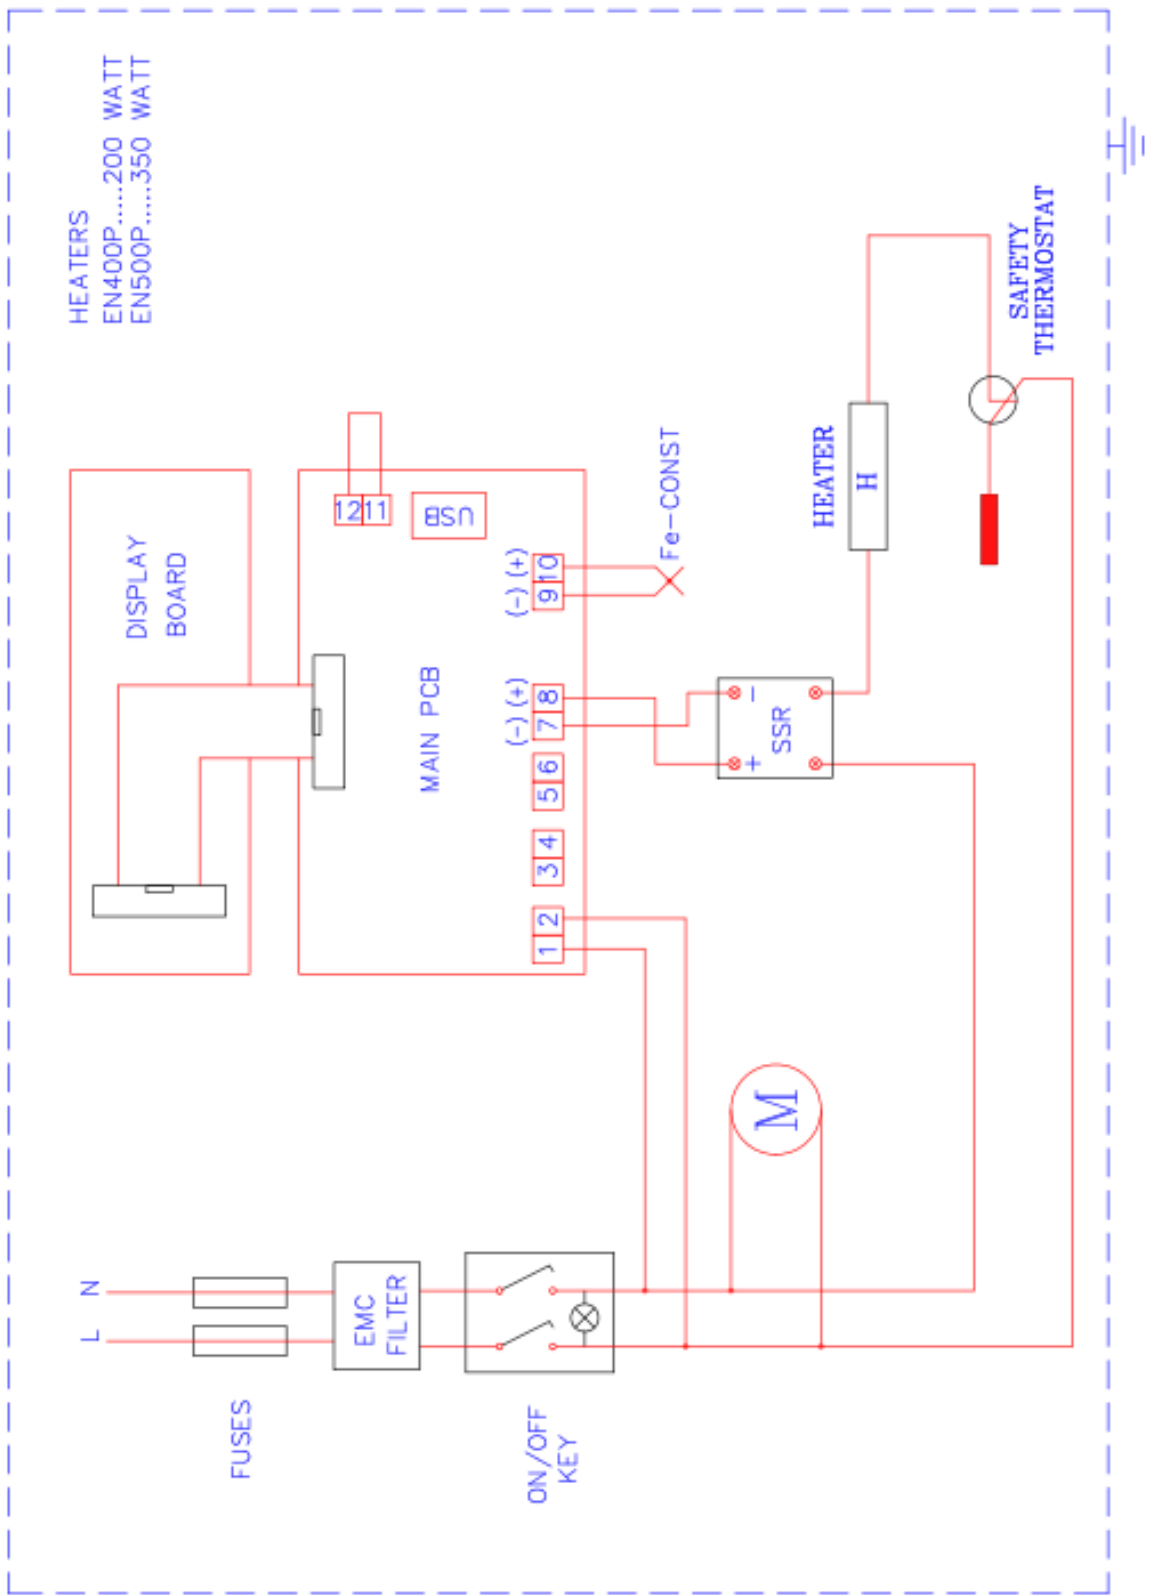 HEATERS
EN400P.....200 WATT
EN500P.....350 WATT
DISPLAY
BOARD
12 11
USB
MAIN PCB
(-) (+)
9 10
(-) (+)
7 8
5 6
3 4
1 2
Fe-CONST
+ -
SSR
HEATER
H
SAFETY
THERMOSTAT
M
L N
FUSES
EMC
FILTER
ON/OFF
KEY